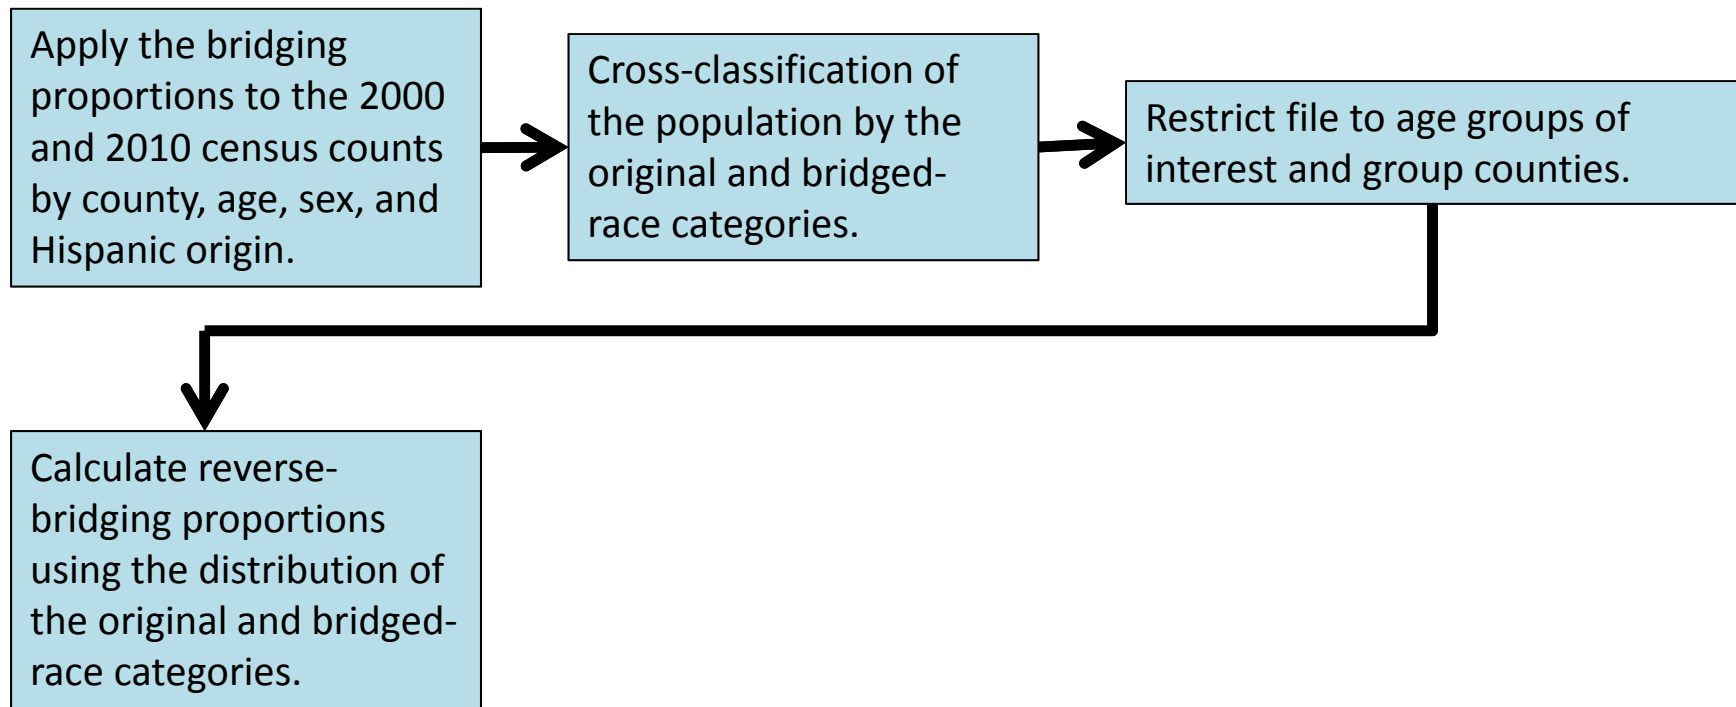 Apply the bridging
proportions to the 2000
and 2010 census counts
by county, age, sex, and
Hispanic origin.
Cross-classification of
the population by the
original and bridged-
race categories.
Restrict file to age groups of
interest and group counties.
Calculate reverse-
bridging proportions
using the distribution of
the original and bridged-
race categories.